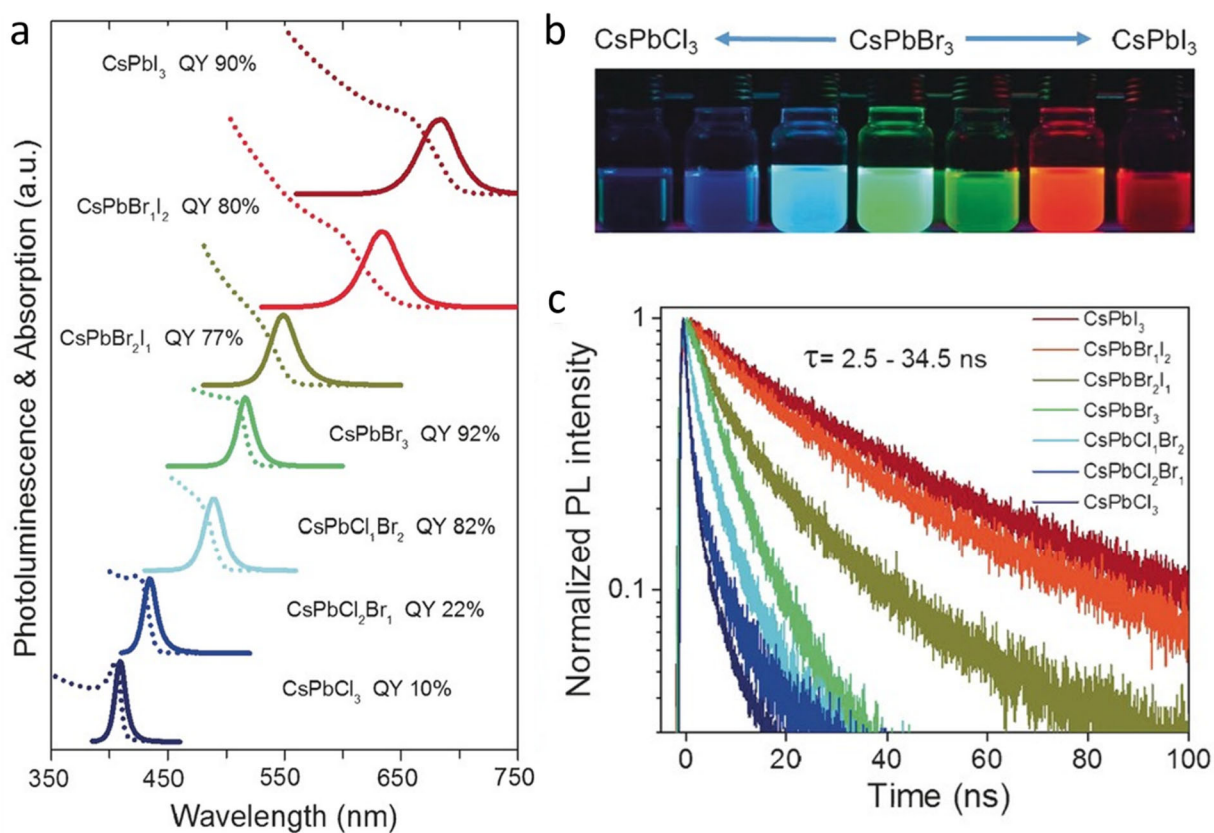 a
CsPbI₃ QY 90%
CsPbBr₁I₂ QY 80%
CsPbBr₂I₁ QY 77%
CsPbBr₃ QY 92%
CsPbCl₁Br₂ QY 82%
CsPbCl₂Br₁ QY 22%
CsPbCl₃ QY 10%
Photoluminescence & Absorption (a.u.)
350 450 550 650 750
Wavelength (nm)
b
CsPbCl₃ CsPbBr₃ CsPbI₃
c
τ = 2.5 - 34.5 ns
CsPbI₃
CsPbBr₁I₂
CsPbBr₂I₁
CsPbBr₃
CsPbCl₁Br₂
CsPbCl₂Br₁
CsPbCl₃
1
0.1
Normalized PL intensity
0 20 40 60 80 100
Time (ns)